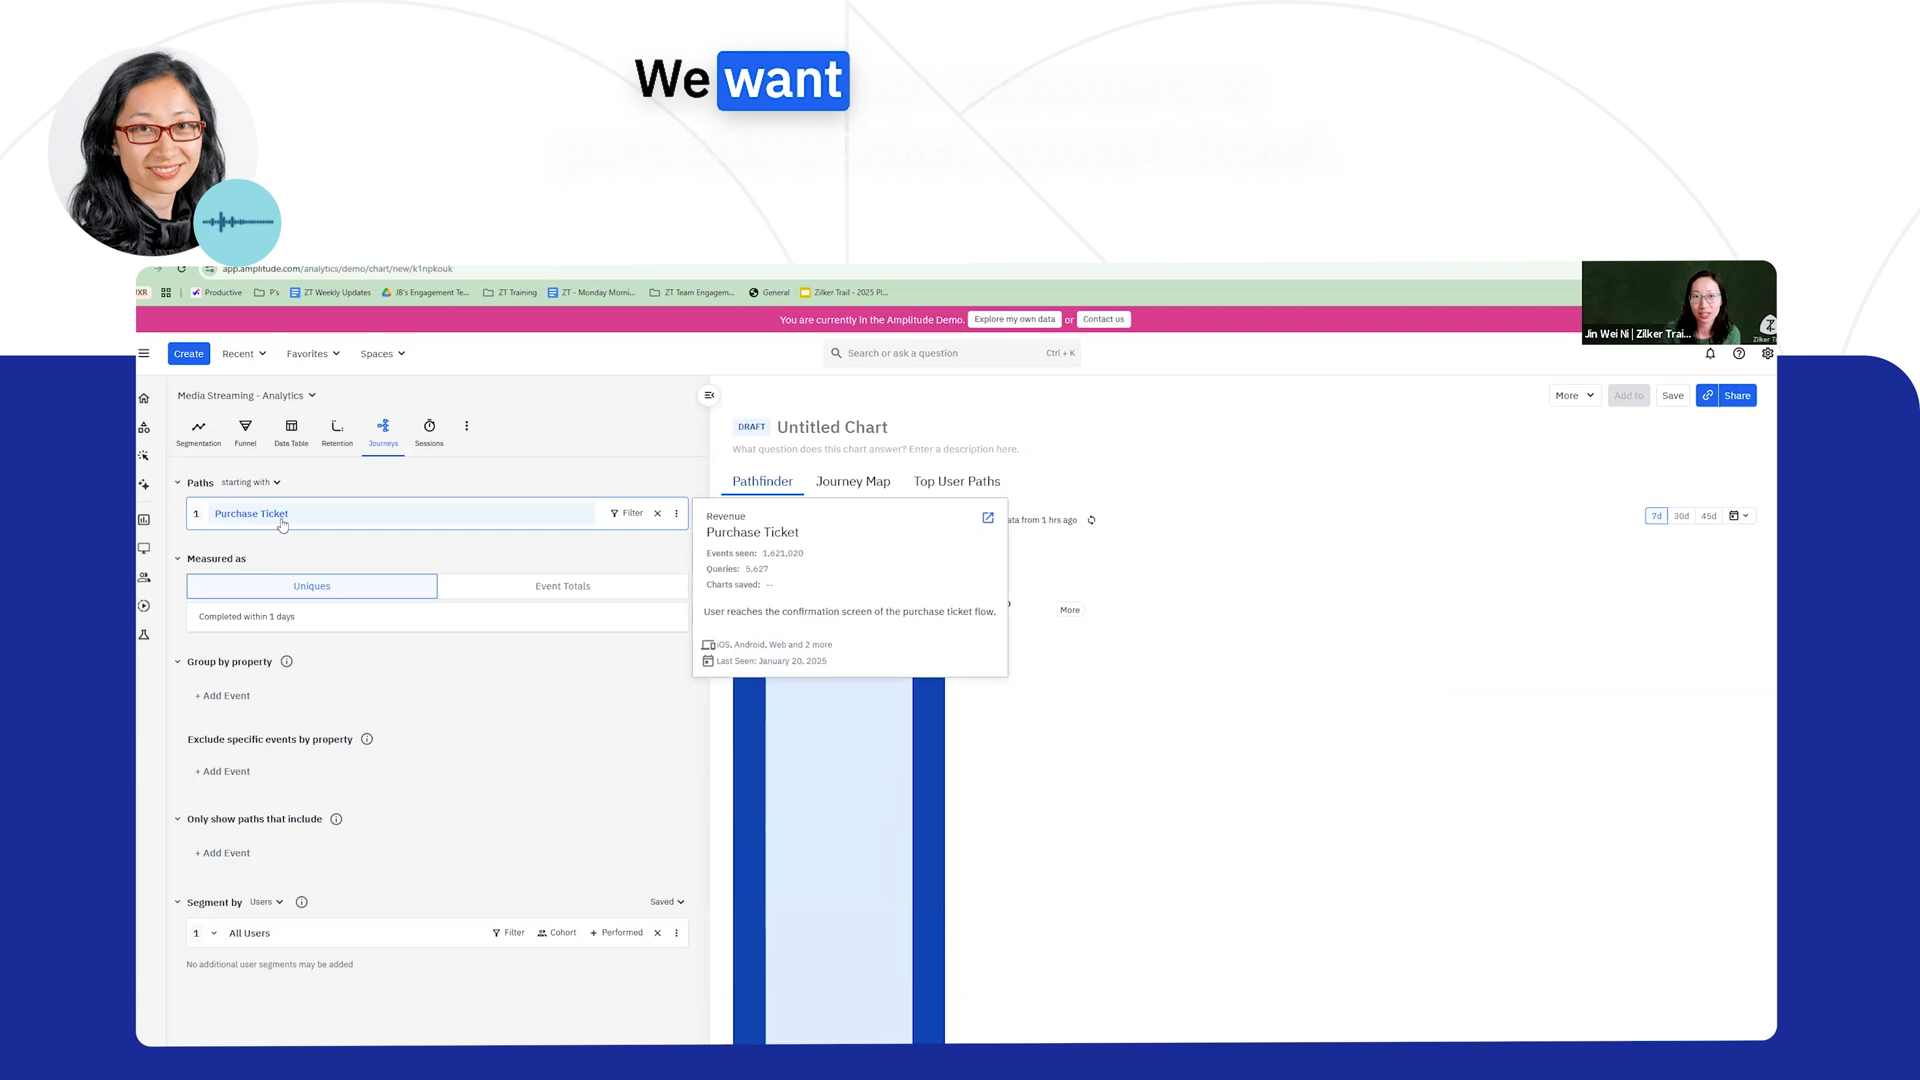 We want
app.amplitude.com/analytics/demo/chart/new/k1npkouk
Productive
P's
ZT Weekly Updates
JB's Engagement Te...
ZT Training
ZT - Monday Morni...
ZT Team Engagem...
General
Zilker Trail - 2025 Pl...
You are currently in the Amplitude Demo. Explore my own data or Contact us
Jin Wei Ni | Zilker Trai...
Create
Recent
Favorites
Spaces
Search or ask a question
Ctrl + K
Media Streaming - Analytics
More
Add to
Save
Share
Segmentation
Funnel
Data Table
Retention
Journeys
Sessions
DRAFT Untitled Chart
What question does this chart answer? Enter a description here.
Paths starting with
Pathfinder
Journey Map
Top User Paths
1 Purchase Ticket
Filter
Revenue
Purchase Ticket
Events seen: 1,621,020
Queries: 5,627
Charts saved: --
User reaches the confirmation screen of the purchase ticket flow.
iOS, Android, Web and 2 more
Last Seen: January 20, 2025
ata from 1 hrs ago
7d
30d
45d
More
Measured as
Uniques
Event Totals
Completed within 1 days
Group by property
+ Add Event
Exclude specific events by property
+ Add Event
Only show paths that include
+ Add Event
Segment by Users
Saved
1 All Users
Filter
Cohort
+ Performed
No additional user segments may be added